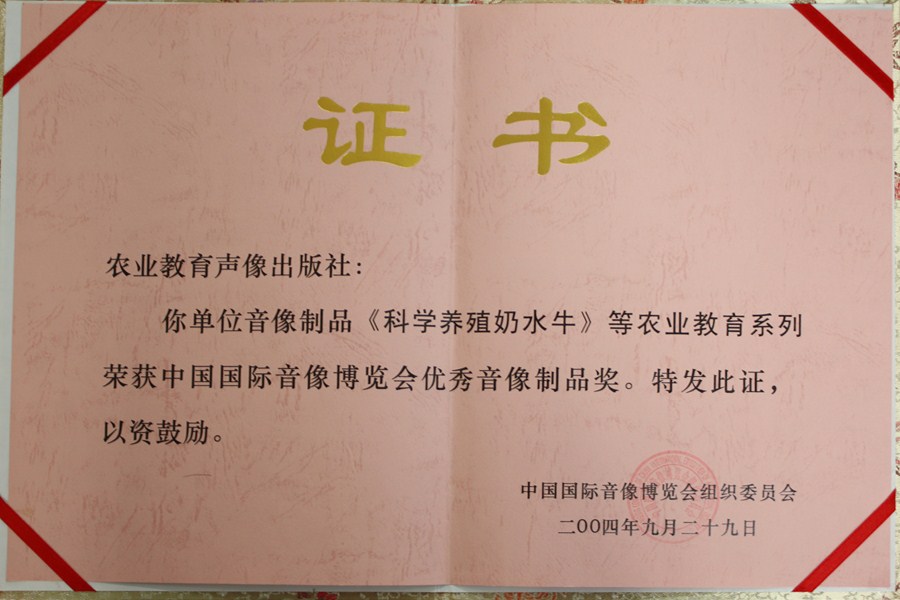 证书
农业教育声像出版社:
你单位音像制品《科学养殖奶水牛》等农业教育系列
荣获中国国际音像博览会优秀音像制品奖。特发此证，
以资鼓励。
中国国际音像博览会组织委员会
二〇〇四年九月二十九日